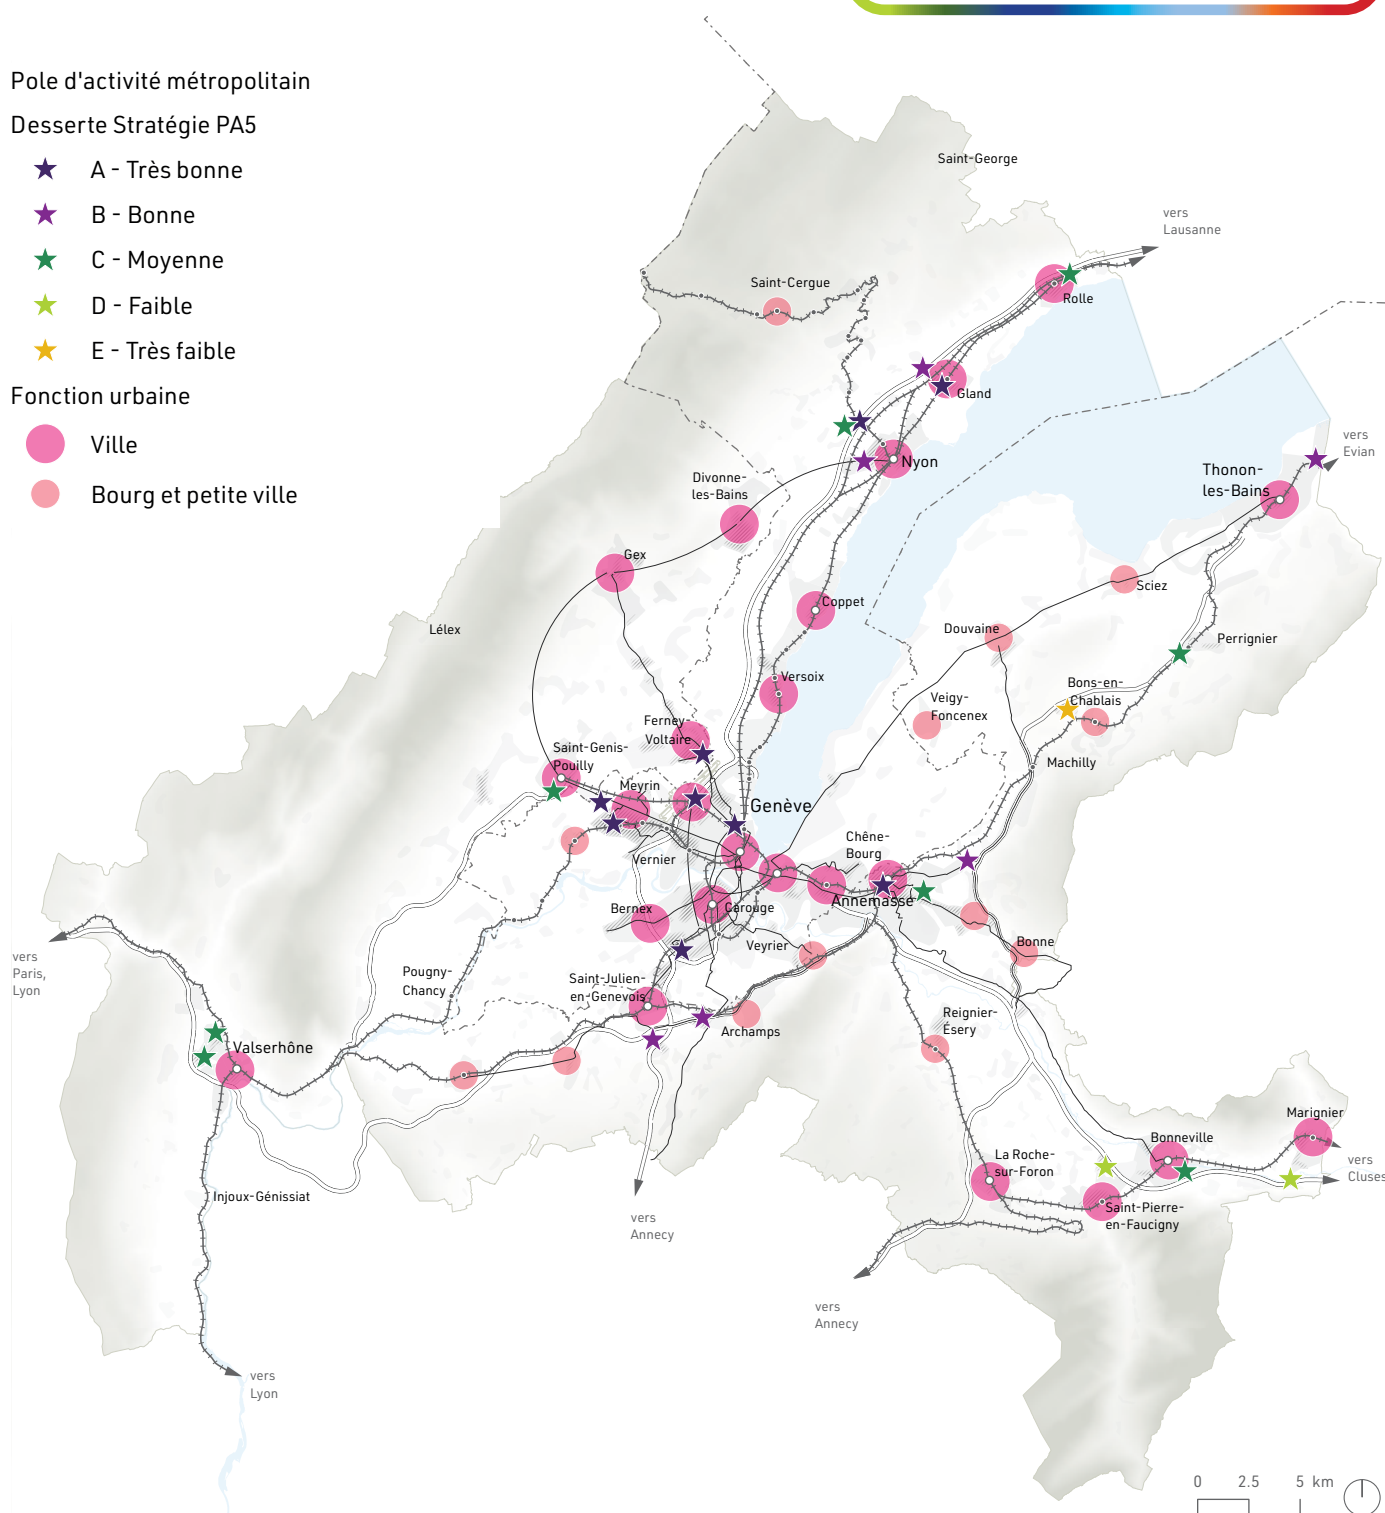 Pole d'activité métropolitain
Desserte Stratégie PA5
A - Très bonne
B - Bonne
C - Moyenne
D - Faible
E - Très faible
Fonction urbaine
Ville
Bourg et petite ville
Saint-George
vers
Lausanne
Saint-Cergue
Rolle
Gland
vers
Evian
Nyon
Thonon-
les-Bains
Divonne-
les-Bains
Gex
Sciez
Coppet
Lélex
Douvaine
Perrignier
Versoix
Bons-en-
Chablais
Veigy-
Foncenex
Ferney-
Voltaire
Saint-Genis-
Pouilly
Machilly
Meyrin
Genève
Chêne-
Bourg
Vernier
Annemasse
Bernex
Carouge
Veyrier
Bonne
vers
Paris,
Lyon
Pougny-
Chancy
Saint-Julien-
en-Genevois
Reignier-
Ésery
Archamps
Valserhône
Marignier
Bonneville
La Roche-
sur-Foron
vers
Cluses
Injoux-Génissiat
Saint-Pierre-
en-Faucigny
vers
Annecy
vers
Annecy
vers
Lyon
0 2.5 5 km